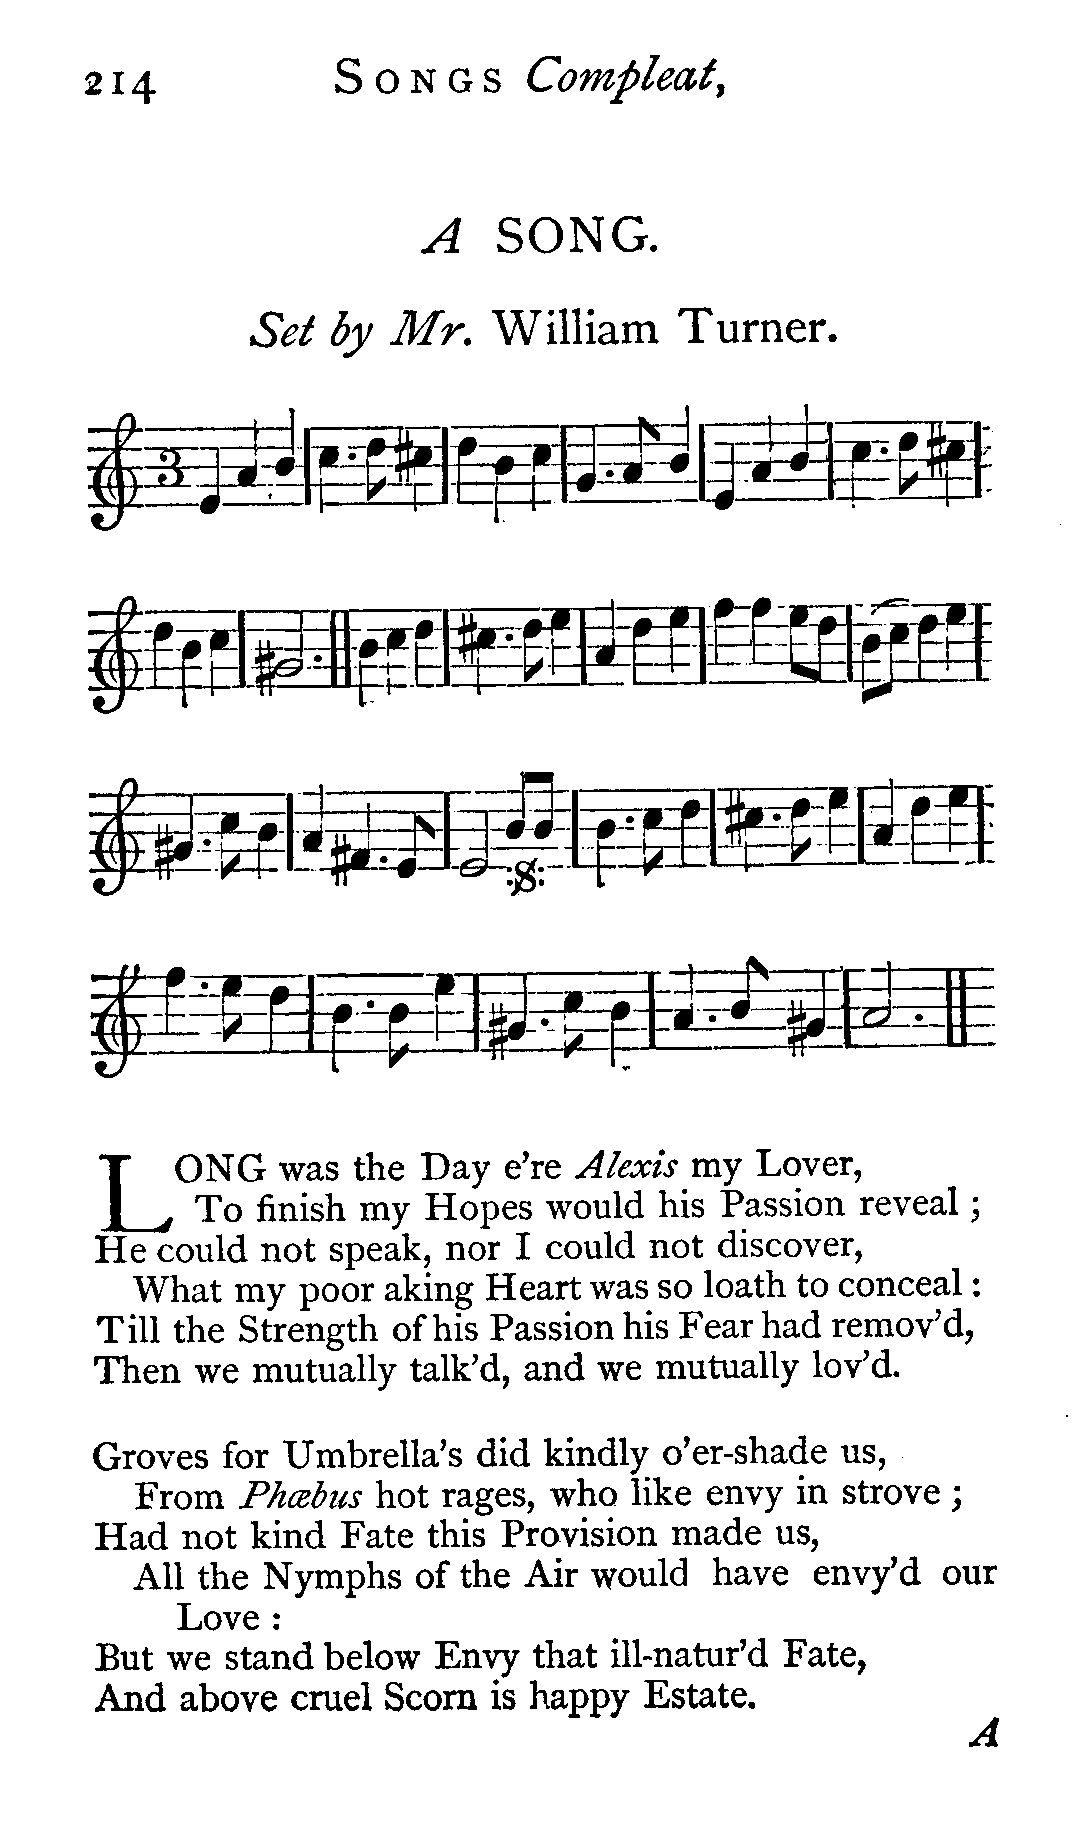 214 SONGS Compleat,
A SONG.
Set by Mr. William Turner.
3
LONG was the Day e're Alexis my Lover,
To finish my Hopes would his Passion reveal ;
He could not speak, nor I could not discover,
What my poor aking Heart was so loath to conceal :
Till the Strength of his Passion his Fear had remov'd,
Then we mutually talk'd, and we mutually lov'd.
Groves for Umbrella's did kindly o'er-shade us,
From Phœbus hot rages, who like envy in strove ;
Had not kind Fate this Provision made us,
All the Nymphs of the Air would have envy'd our
Love :
But we stand below Envy that ill-natur'd Fate,
And above cruel Scorn is happy Estate.
A